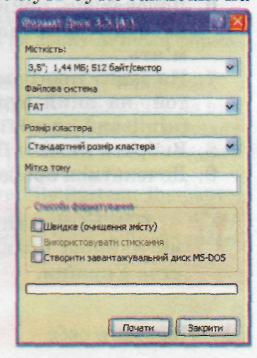 Формат Диск 3,5 (A:)
Місткість:
3,5"; 1,44 МБ; 512 байт/сектор
Файлова система
FAT
Розмір кластера
Стандартний розмір кластера
Мітка тому
Способи форматування
Швидке (очищення змісту)
Використовувати стискання
Створити завантажувальний диск MS-DOS
Почати
Закрити